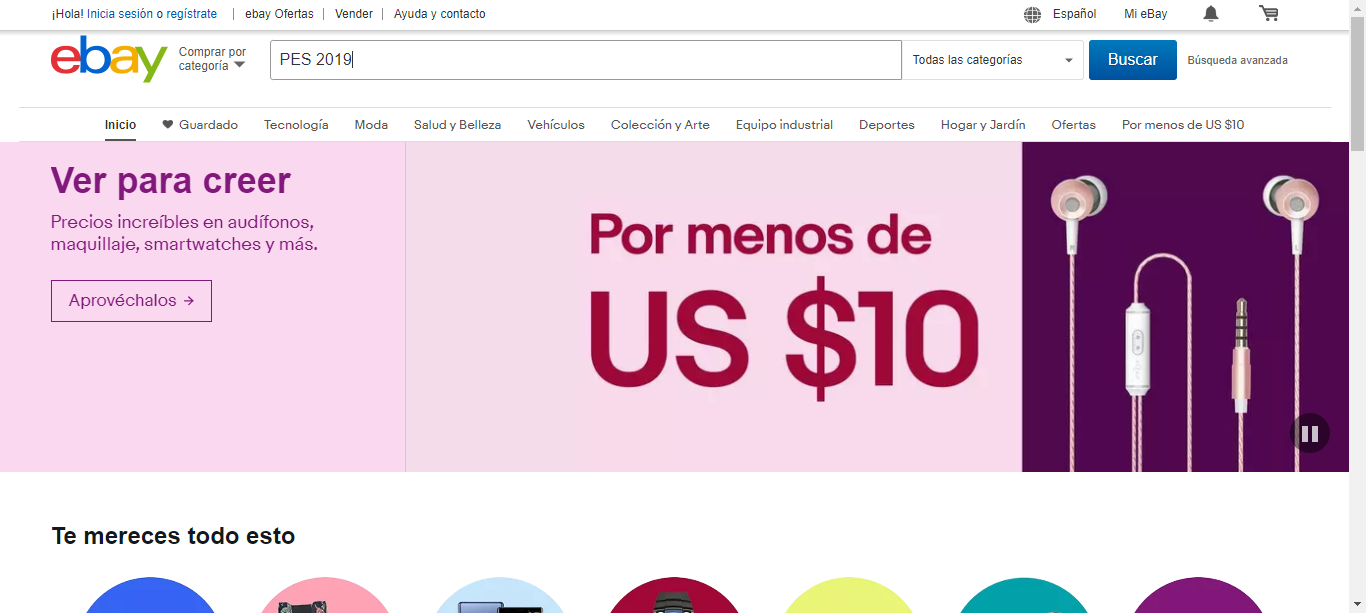 ¡Hola! Inicia sesión o regístrate
ebay Ofertas
Vender
Ayuda y contacto
Español
Mi eBay
ebay
Comprar por
categoría
PES 2019
Todas las categorías
Buscar
Búsqueda avanzada
Inicio
Guardado
Tecnología
Moda
Salud y Belleza
Vehículos
Colección y Arte
Equipo industrial
Deportes
Hogar y Jardín
Ofertas
Por menos de US $10
Ver para creer
Precios increíbles en audífonos,
maquillaje, smartwatches y más.
Aprovéchalos →
Por menos de
US $10
R
L
Te mereces todo esto